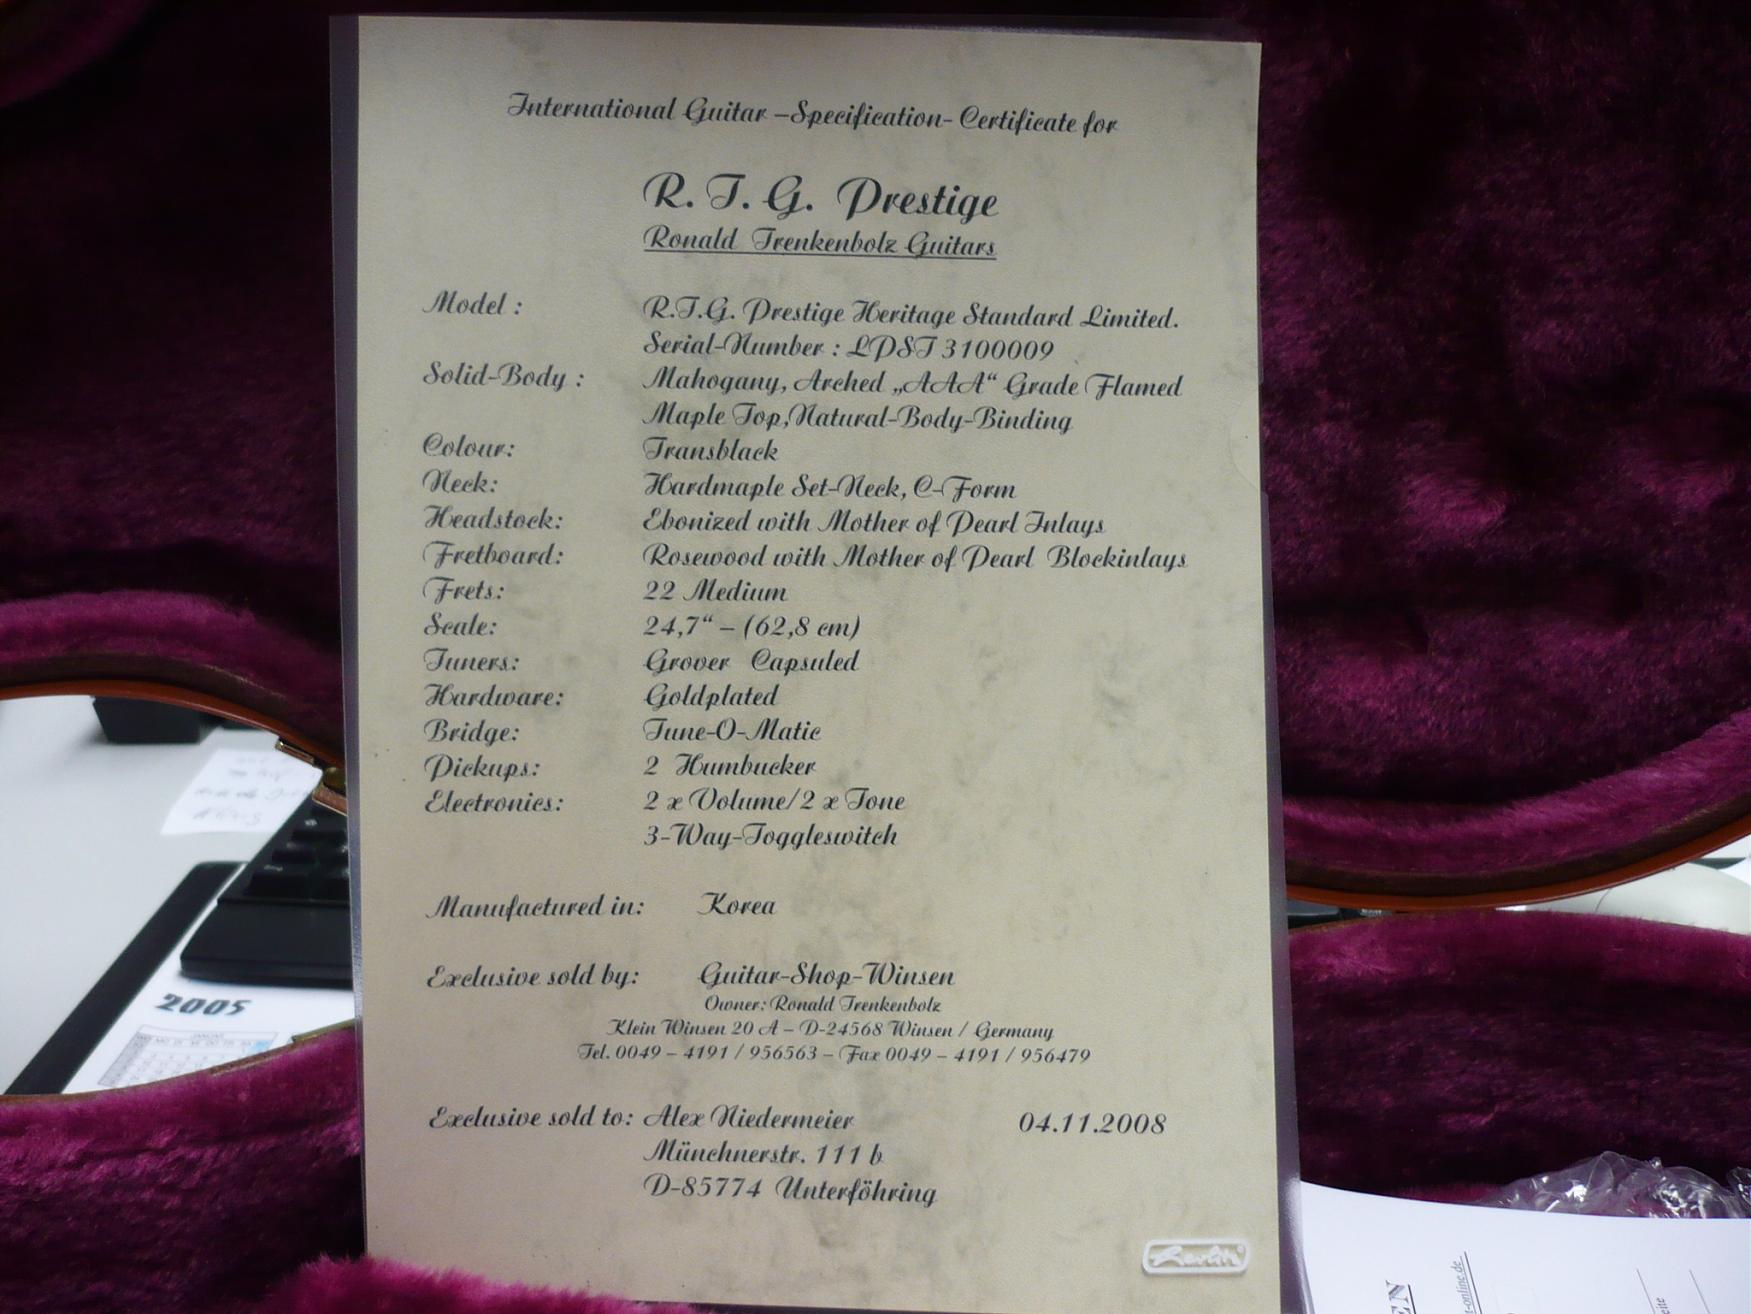 International Guitar –Specification- Certificate for
R. T. G. Prestige
Ronald Trenkenbolz Guitars
Model : R.T.G. Prestige Heritage Standard Limited.
Serial-Number : LPST 3100009
Solid-Body : Mahogany, Arched „AAA“ Grade Flamed
Maple Top,Natural-Body-Binding
Colour: Transblack
Neck: Hardmaple Set-Neck, C-Form
Headstock: Ebonized with Mother of Pearl Inlays
Fretboard: Rosewood with Mother of Pearl Blockinlays
Frets: 22 Medium
Scale: 24,7“ – (62,8 cm)
Tuners: Grover Capsuled
Hardware: Goldplated
Bridge: Tune-O-Matic
Pickups: 2 Humbucker
Electronics: 2 x Volume/2 x Tone
3-Way-Toggleswitch
Manufactured in: Korea
Exclusive sold by: Guitar-Shop-Winsen
Owner: Ronald Trenkenbolz
Klein Winsen 20 A – D-24568 Winsen / Germany
Tel. 0049 – 4191 / 956563 – Fax 0049 – 4191 / 956479
Exclusive sold to: Alex Niedermeier 04.11.2008
Münchnerstr. 111 b
D-85774 Unterföhring
2005